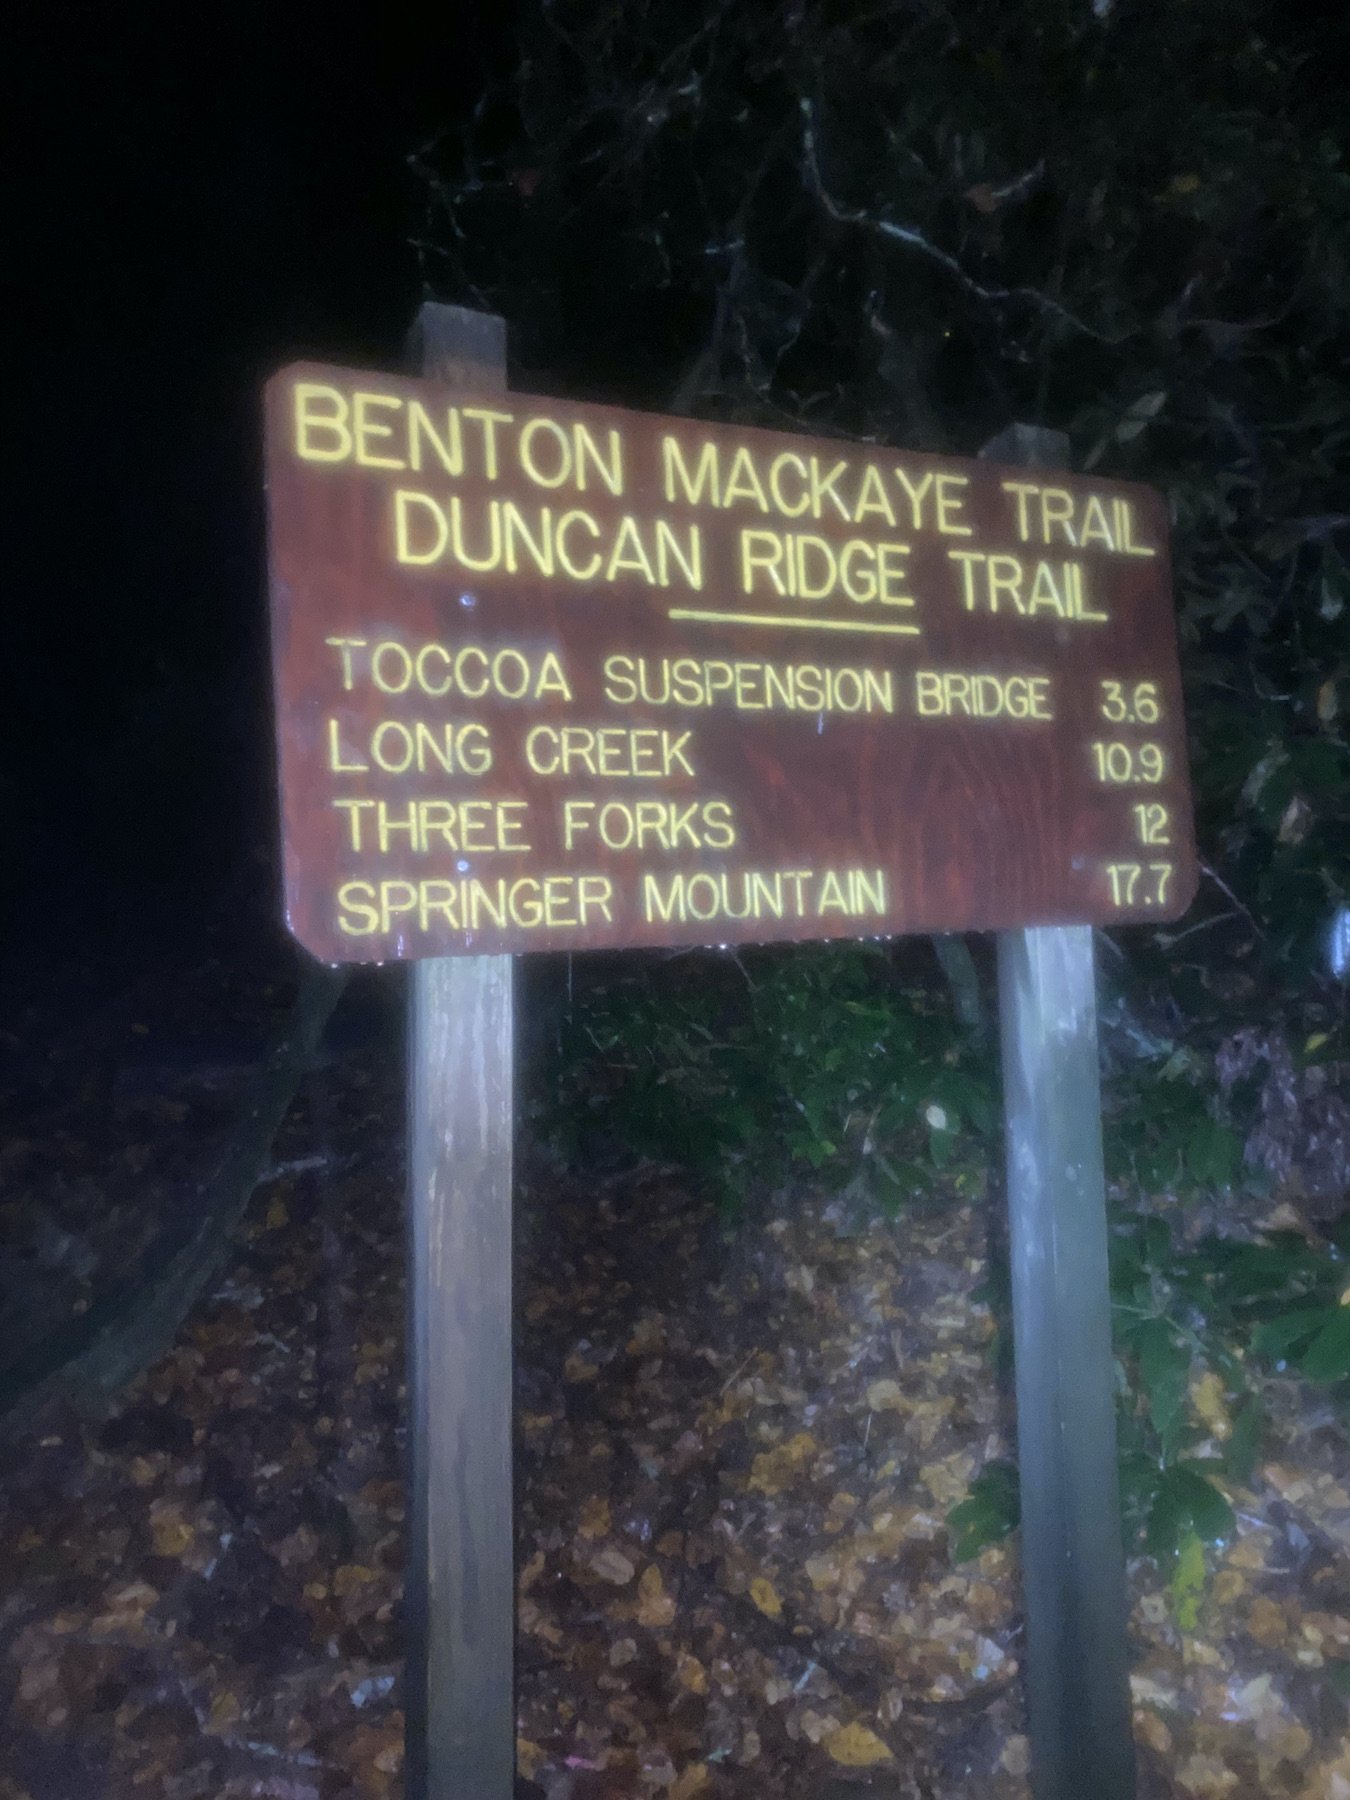 BENTON MACKAYE TRAIL
DUNCAN RIDGE TRAIL
TOCCOA SUSPENSION BRIDGE 3.6
LONG CREEK 10.9
THREE FORKS 12
SPRINGER MOUNTAIN 17.7